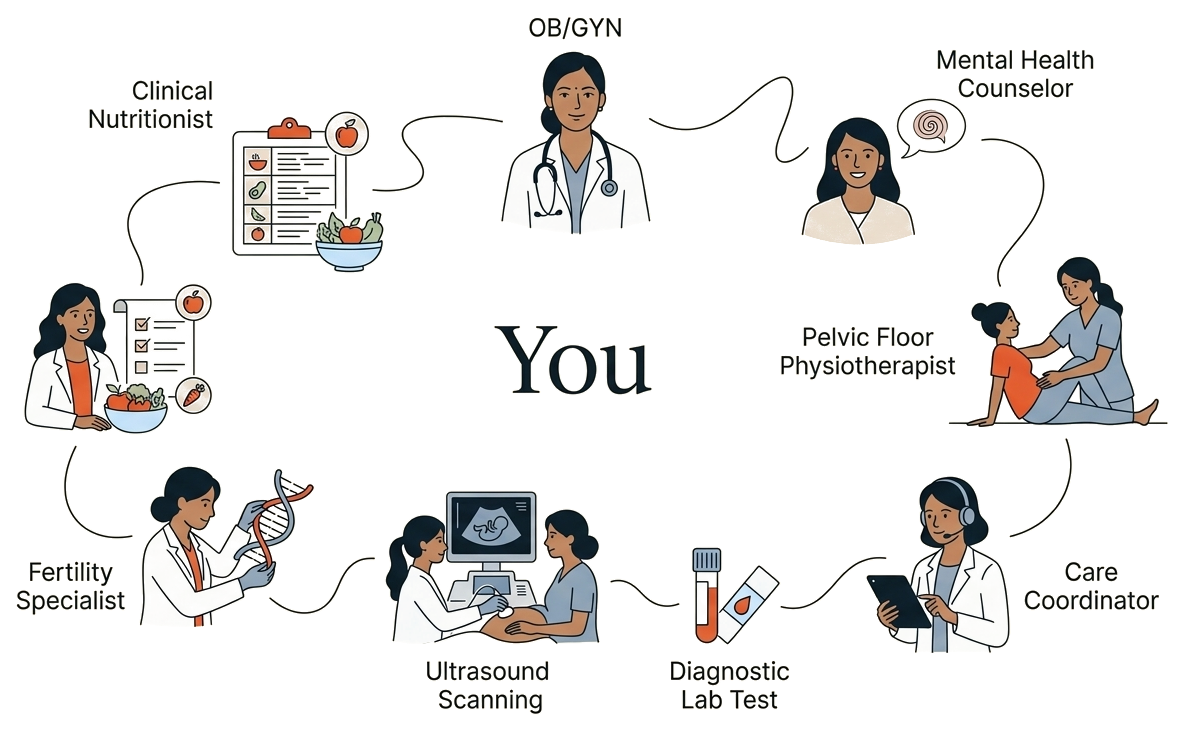 OB/GYN
Mental Health
Counselor
Clinical
Nutritionist
You
Pelvic Floor
Physiotherapist
Fertility
Specialist
Care
Coordinator
Ultrasound
Scanning
Diagnostic
Lab Test